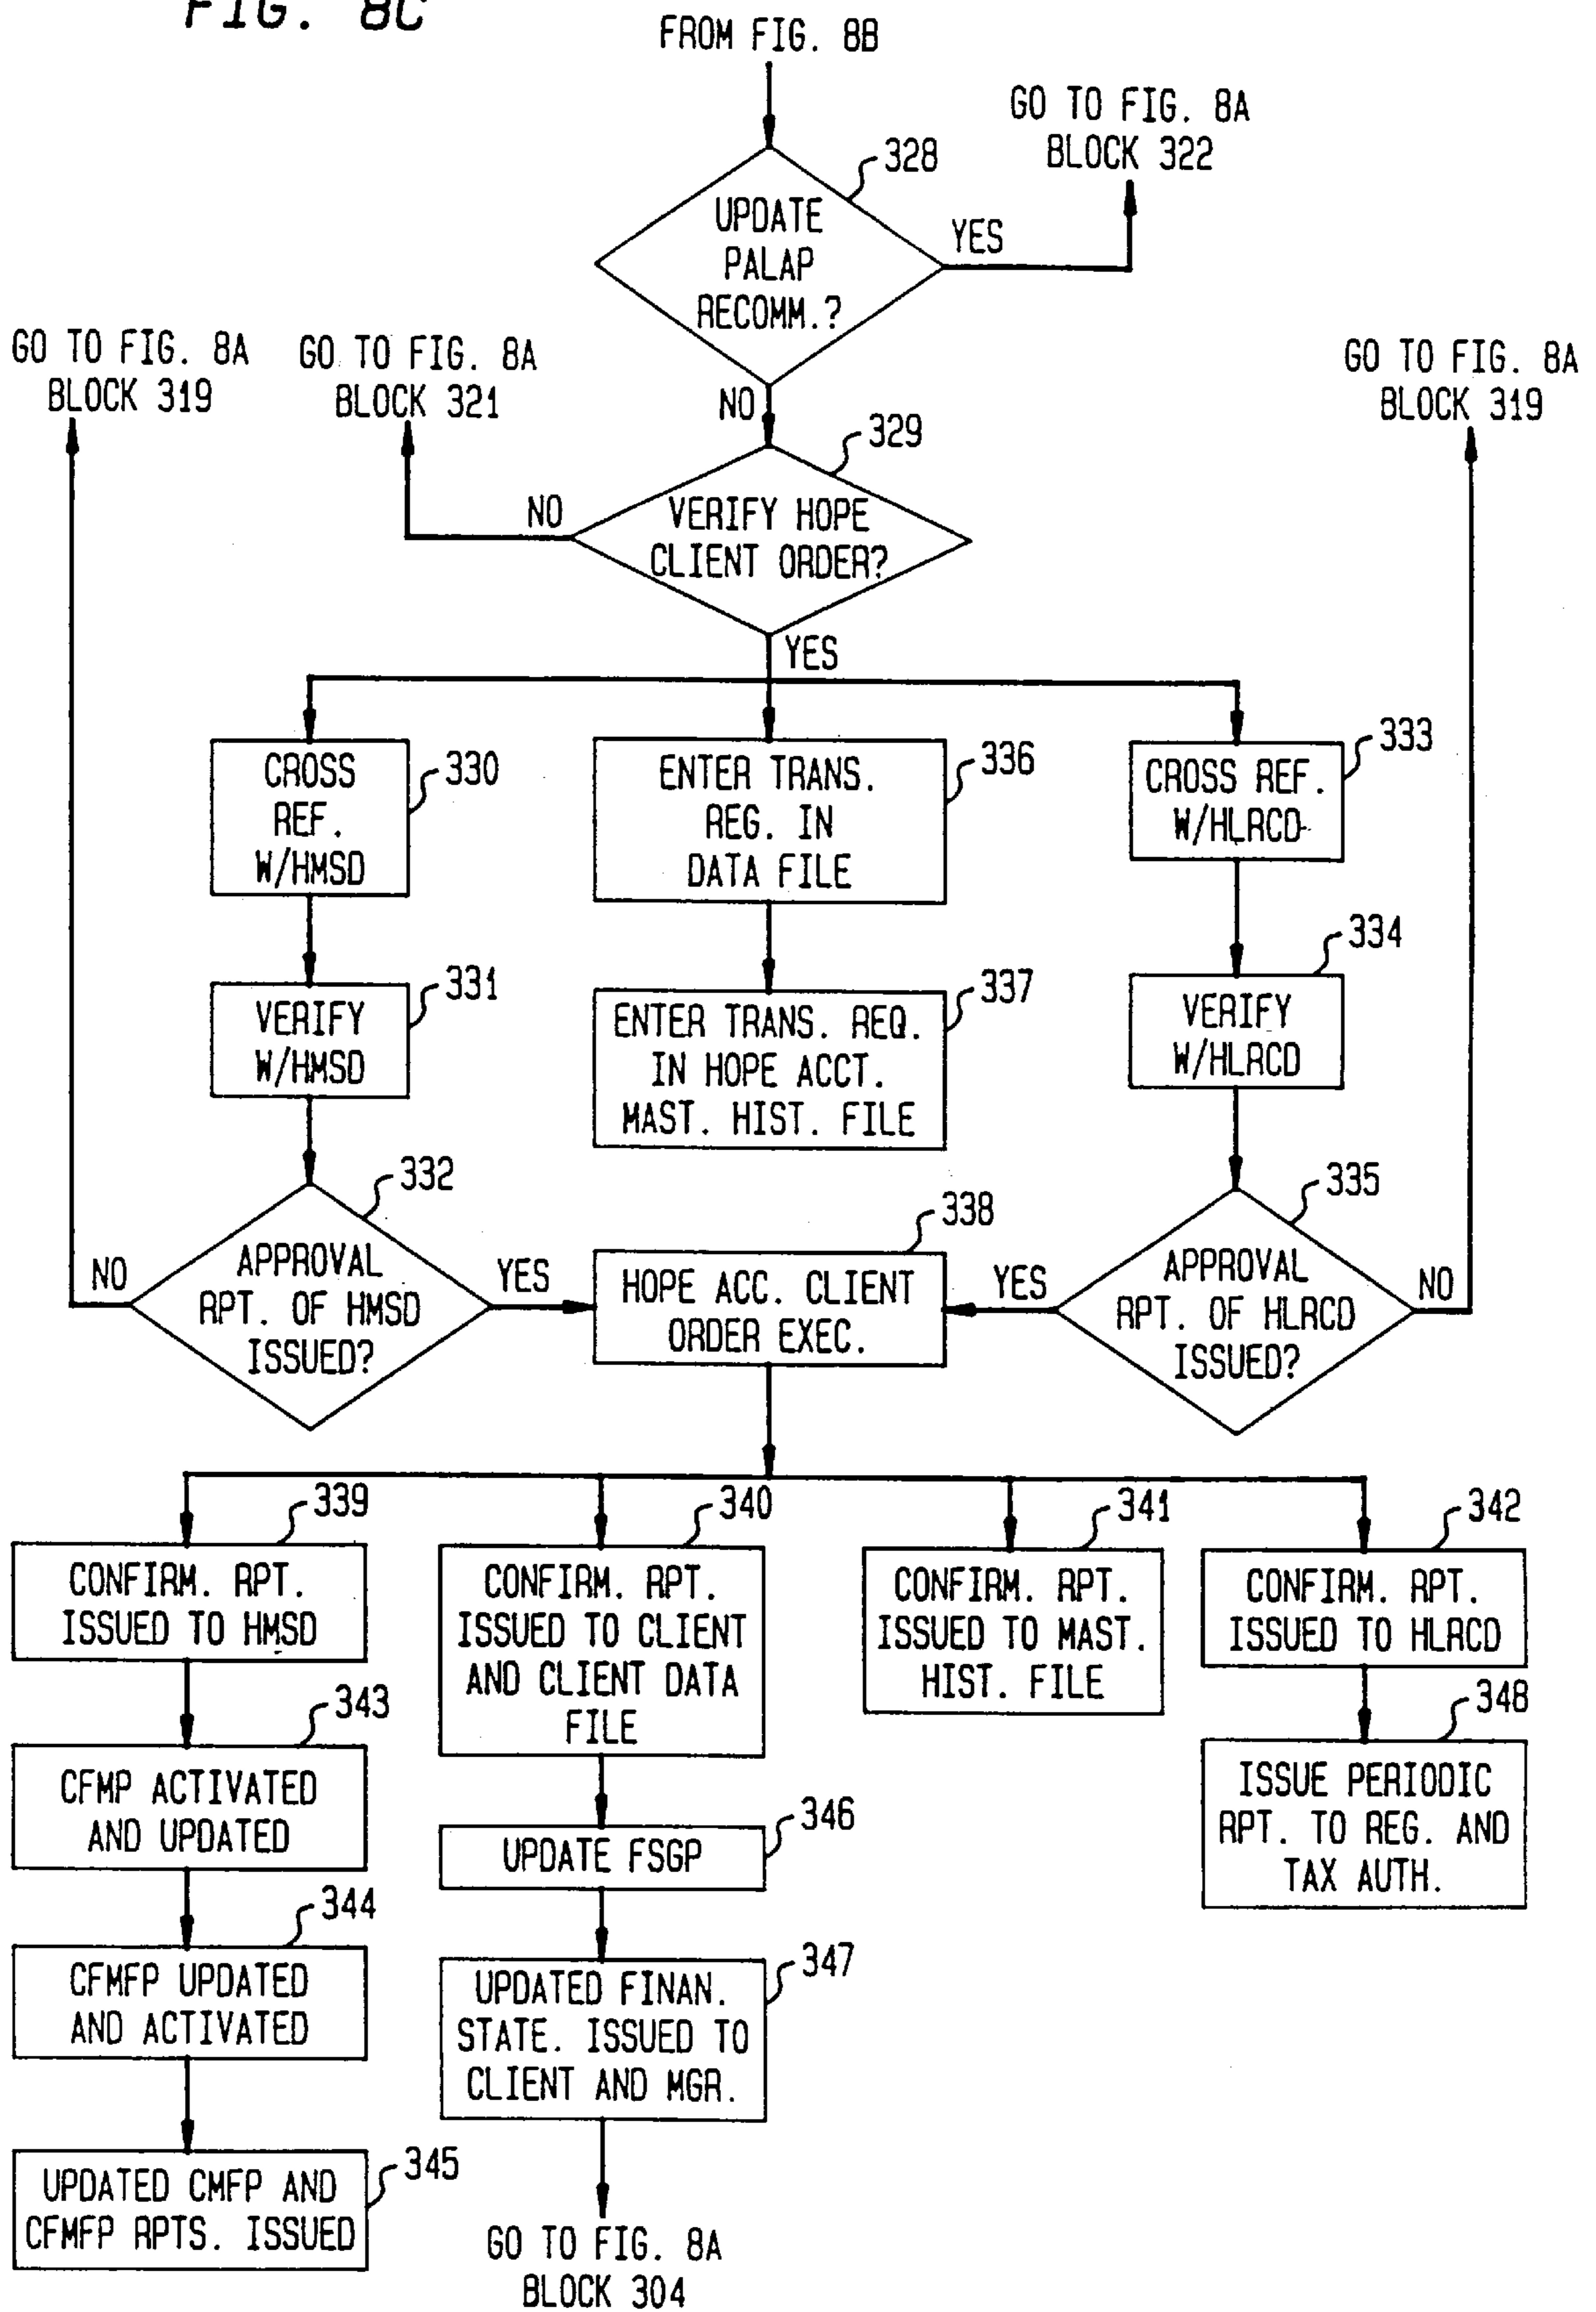 FIG. 8C
FROM FIG. 8B
GO TO FIG. 8A
BLOCK 322
328
UPDATE
PALAP
RECOMM.?
YES
NO
GO TO FIG. 8A
BLOCK 319
GO TO FIG. 8A
BLOCK 321
GO TO FIG. 8A
BLOCK 319
329
VERIFY HOPE
CLIENT ORDER?
NO
YES
330
CROSS
REF.
W/HMSD
336
ENTER TRANS.
REG. IN
DATA FILE
333
CROSS REF.
W/HLRCD
331
VERIFY
W/HMSD
337
ENTER TRANS. REQ.
IN HOPE ACCT.
MAST. HIST. FILE
334
VERIFY
W/HLRCD
332
APPROVAL
RPT. OF HMSD
ISSUED?
NO
YES
338
HOPE ACC. CLIENT
ORDER EXEC.
335
APPROVAL
RPT. OF HLRCD
ISSUED?
YES
NO
339
CONFIRM. RPT.
ISSUED TO HMSD
340
CONFIRM. RPT.
ISSUED TO CLIENT
AND CLIENT DATA
FILE
341
CONFIRM. RPT.
ISSUED TO MAST.
HIST. FILE
342
CONFIRM. RPT.
ISSUED TO HLRCD
343
CFMP ACTIVATED
AND UPDATED
346
UPDATE FSGP
348
ISSUE PERIODIC
RPT. TO REG. AND
TAX AUTH.
344
CFMFP UPDATED
AND ACTIVATED
347
UPDATED FINAN.
STATE. ISSUED TO
CLIENT AND MGR.
345
UPDATED CMFP AND
CFMFP RPTS. ISSUED
GO TO FIG. 8A
BLOCK 304